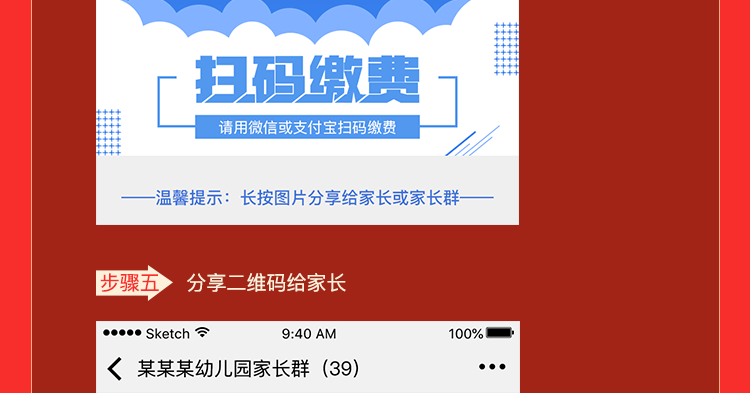 扫码缴费
请用微信或支付宝扫码缴费
——温馨提示：长按图片分享给家长或家长群——
步骤五 分享二维码给家长
Sketch 9:40 AM 100%
某某某幼儿园家长群（39）